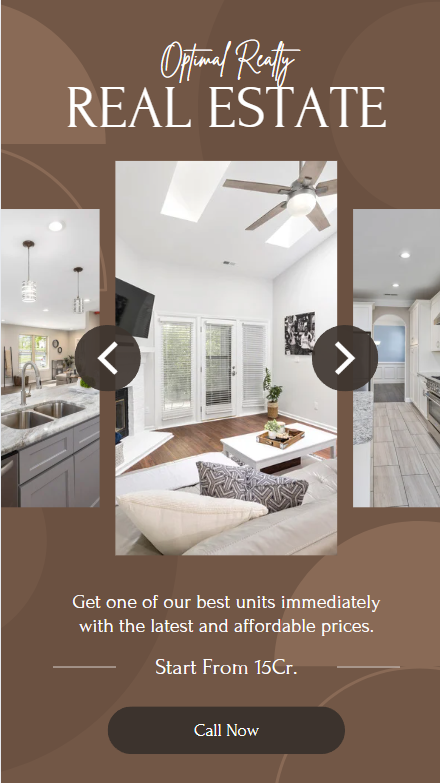 Optimal Realty
REAL ESTATE
Get one of our best units immediately
with the latest and affordable prices.
Start From 15Cr.
Call Now